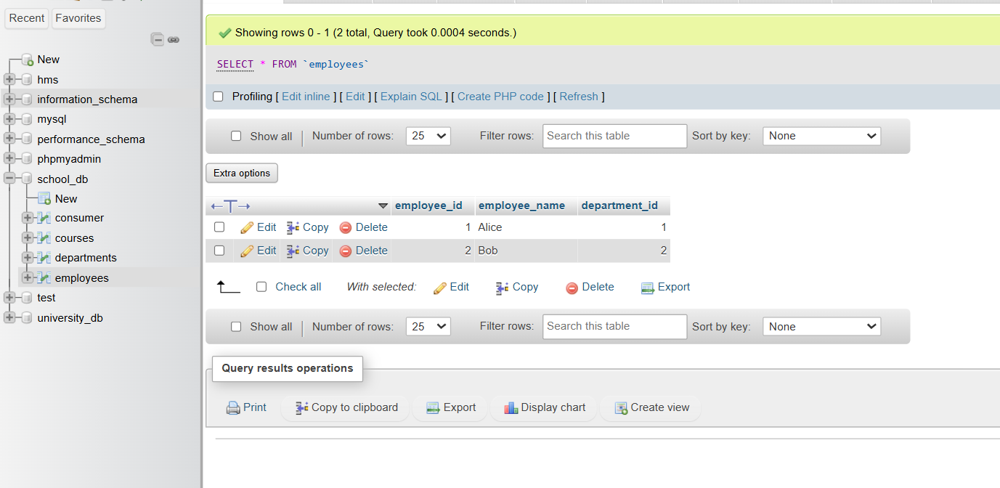 Recent Favorites
New
hms
information_schema
mysql
performance_schema
phpmyadmin
school_db
New
consumer
courses
departments
employees
test
university_db
Showing rows 0 - 1 (2 total, Query took 0.0004 seconds.)
SELECT * FROM `employees`
Profiling [ Edit inline ] [ Edit ] [ Explain SQL ] [ Create PHP code ] [ Refresh ]
Show all | Number of rows: 25 Filter rows: Search this table Sort by key: None
Extra options
employee_id employee_name department_id
Edit Copy Delete 1 Alice 1
Edit Copy Delete 2 Bob 2
Check all With selected: Edit Copy Delete Export
Show all | Number of rows: 25 Filter rows: Search this table Sort by key: None
Query results operations
Print Copy to clipboard Export Display chart Create view